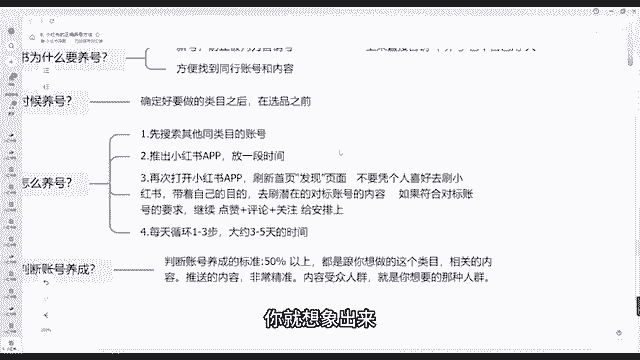 书为什么要养号?
方便找到同行账号和内容
时候养号?
确定好要做的类目之后，在选品之前
1.先搜索其他同类目的账号
2.推出小红书APP，放一段时间
怎么养号?
3.再次打开小红书APP，刷新首页“发现”页面 不要凭个人喜好去刷小
红书，带着自己的目的，去刷潜在的对标账号的内容 如果符合对标账
号的要求，继续 点赞+评论+关注 给安排上
4.每天循环1-3步，大约3-5天的时间
判断账号养成?
判断账号养成的标准:50% 以上，都是跟你想做的这个类目，相关的内
容。推送的内容，非常精准。内容受众人群，就是你想要的那种人群。
你就想象出来